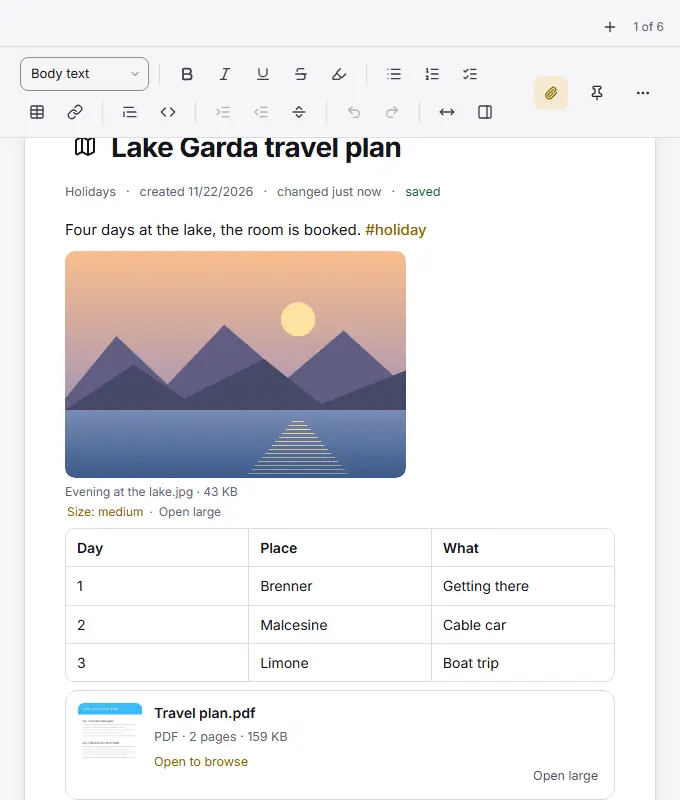 1 of 6
Body text
Lake Garda travel plan
Holidays · created 11/22/2026 · changed just now · saved
Four days at the lake, the room is booked. #holiday
Evening at the lake.jpg · 43 KB
Size: medium · Open large
Day Place What
1 Brenner Getting there
2 Malcesine Cable car
3 Limone Boat trip
Travel plan.pdf
PDF · 2 pages · 159 KB
Open to browse
Open large